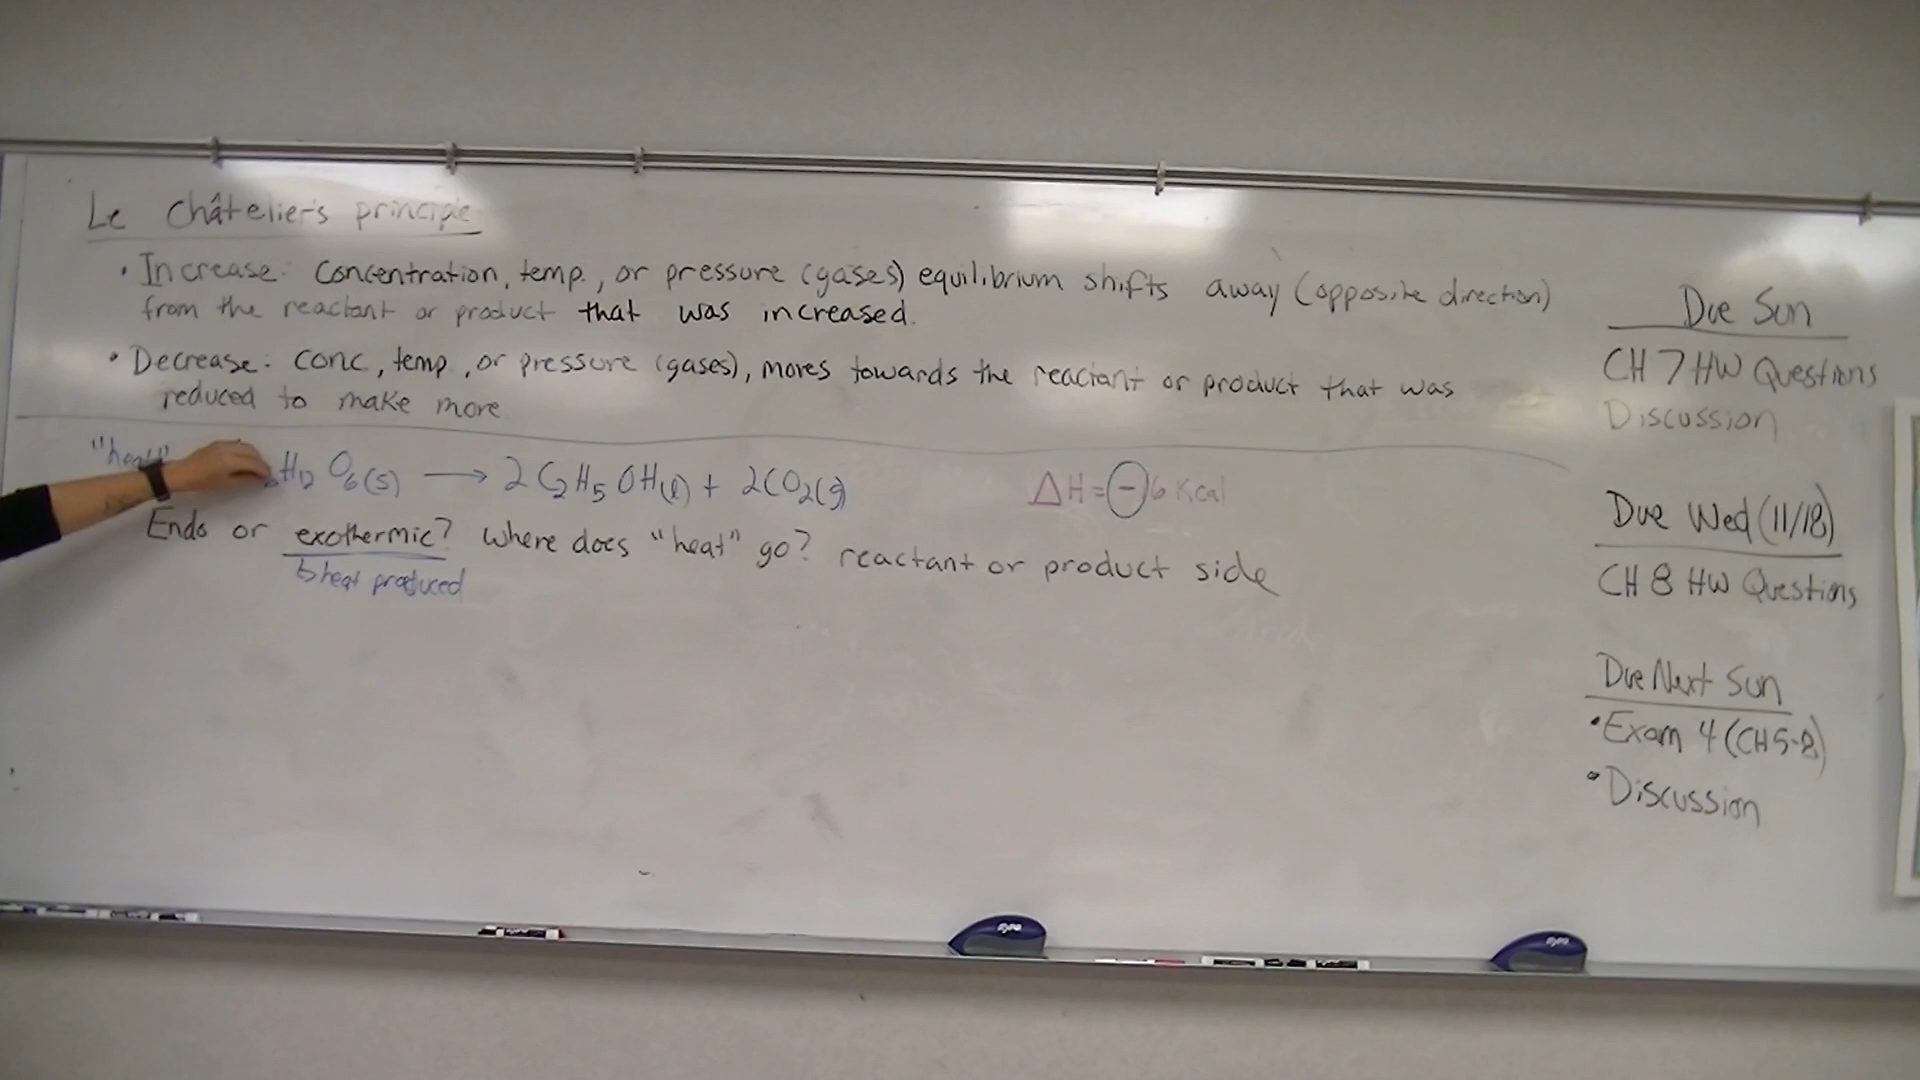 Le Châtelier's principle
• Increase: Concentration, temp., or pressure (gases) equilibrium shifts away (opposite direction)
from the reactant or product that was increased.
• Decrease: conc, temp, or pressure (gases), moves towards the reactant or product that was
reduced to make more
"heat" 6H12 O6(s) → 2 C2H5OH(l) + 2CO2(g) ΔH = -6 Kcal
Endo or exothermic? Where does "heat" go? reactant or product side
↳ heat produced
Due Sun
CH 7 HW Questions
Discussion
Due Wed (11/18)
CH 8 HW Questions
Due Next Sun
• Exam 4 (CH 5-8)
• Discussion
expo
expo